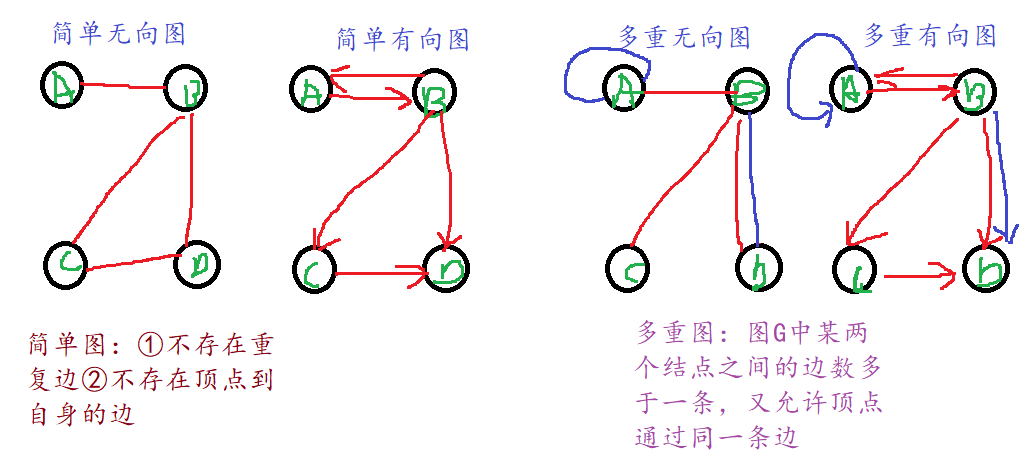 简单无向图
简单有向图
多重无向图
多重有向图
A
B
A
B
A
B
A
B
C
D
C
D
C
D
C
D
简单图：①不存在重
复边②不存在顶点到
自身的边
多重图：图G中某两
个结点之间的边数多
于一条，又允许顶点
通过同一条边